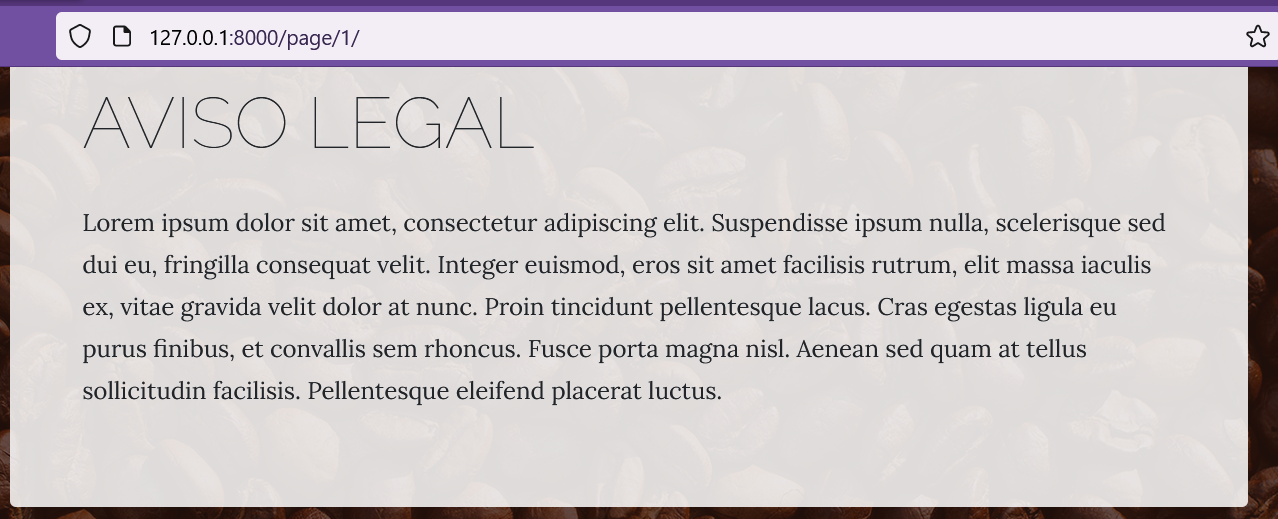 127.0.0.1:8000/page/1/
AVISO LEGAL
Lorem ipsum dolor sit amet, consectetur adipiscing elit. Suspendisse ipsum nulla, scelerisque sed
dui eu, fringilla consequat velit. Integer euismod, eros sit amet facilisis rutrum, elit massa iaculis
ex, vitae gravida velit dolor at nunc. Proin tincidunt pellentesque lacus. Cras egestas ligula eu
purus finibus, et convallis sem rhoncus. Fusce porta magna nisl. Aenean sed quam at tellus
sollicitudin facilisis. Pellentesque eleifend placerat luctus.